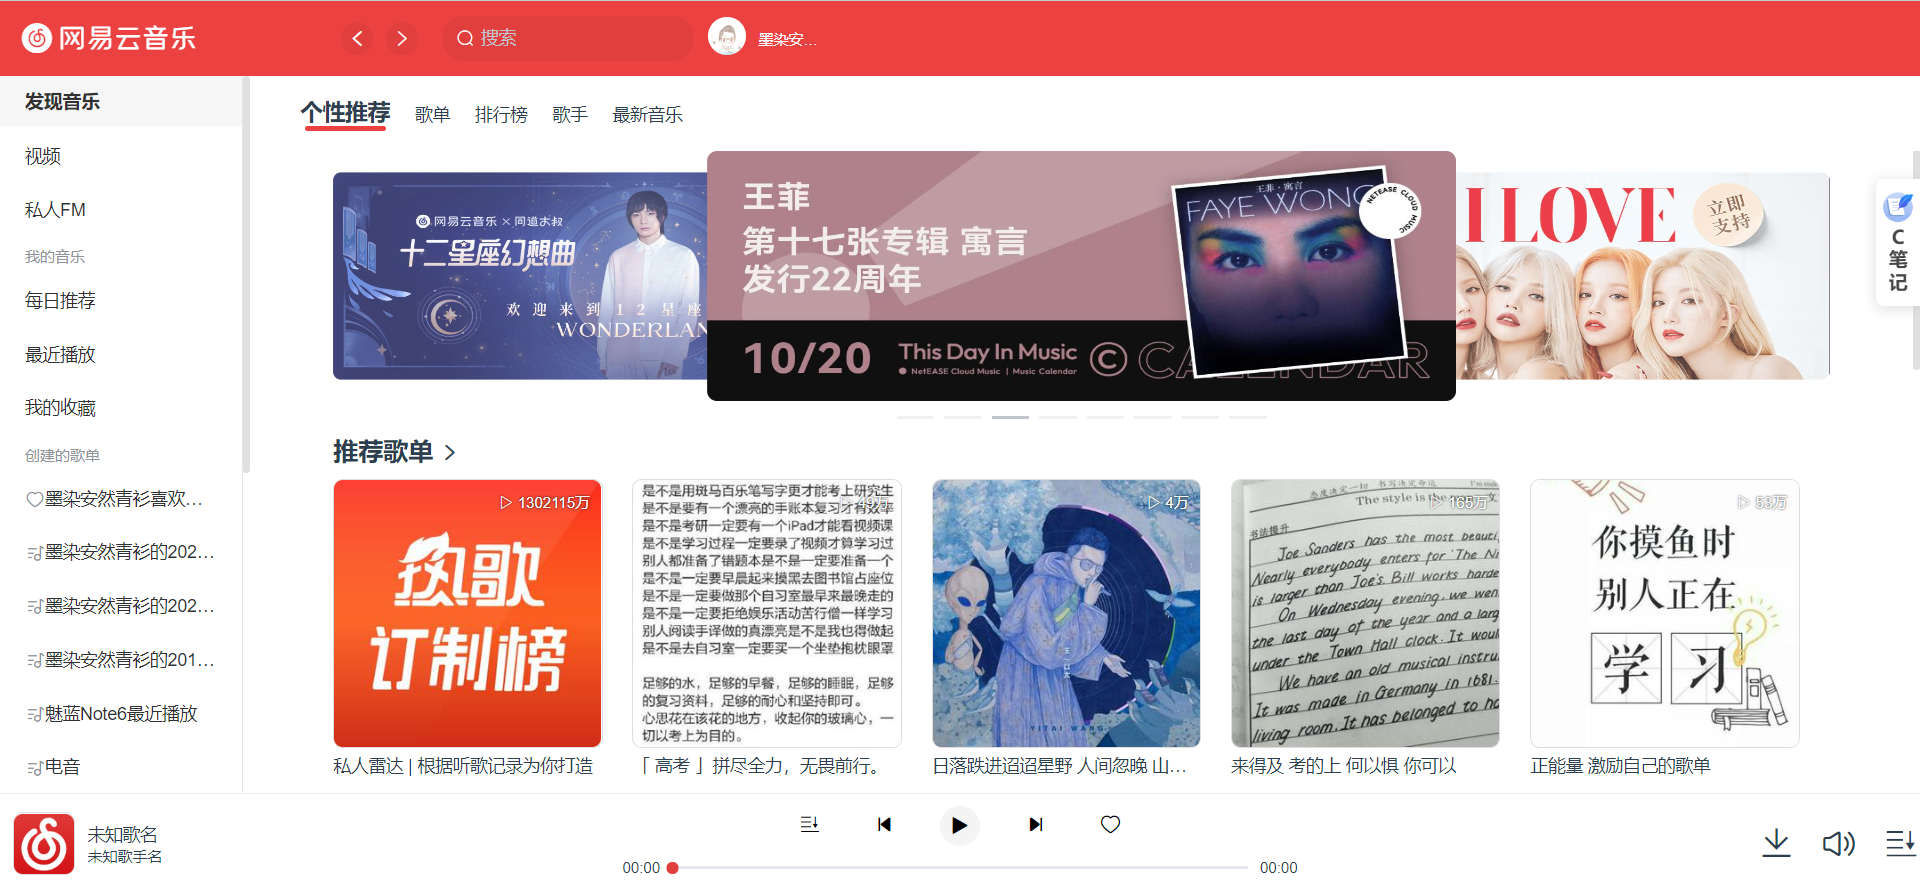 网易云音乐
搜索
墨染安...
发现音乐
视频
私人FM
我的音乐
每日推荐
最近播放
我的收藏
创建的歌单
墨染安然青衫喜欢...
墨染安然青衫的202...
墨染安然青衫的202...
墨染安然青衫的201...
魅蓝Note6最近播放
电音
个性推荐
歌单
排行榜
歌手
最新音乐
网易云音乐 × 同道大叔
十二星座幻想曲
欢迎来到12星座
WONDERLAN
王菲
第十七张专辑 寓言
发行22周年
10/20
This Day In Music
NetEASE Cloud Music | Music Calendar
CALENDAR
王菲·寓言
FAYE WONG
NETEASE CLOUD MUSIC
I LOVE
立即
支持
C
笔
记
推荐歌单
1302115万
热歌
订制榜
私人雷达 | 根据听歌记录为你打造
是不是用斑马百乐笔写字更才能考上研究生
49万
是不是要有一个漂亮的手账本复习才有效率
是不是考研一定要有一个iPad才能看视频课
是不是学习过程一定要录了视频才算学习过
别人都准备了错题本是不是一定要准备一个
是不是一定要早晨起来摸黑去图书馆占座位
是不是一定要做那个自习室最早来最晚走的
是不是一定要拒绝娱乐活动苦行僧一样学习
别人阅读手译做的真漂亮是不是我也得做起
是不是去自习室一定要买一个坐垫抱枕眼罩
足够的水，足够的早餐，足够的睡眠，足够
的复习资料，足够的耐心和坚持即可。
心思花在该花的地方，收起你的玻璃心，一
切以考上为目的。
「 高考 」拼尽全力，无畏前行。
4万
YITAI WANG
日落跌进迢迢星野 人间忽晚 山...
态度决定一切 书写决定命运
The style is the
165万
书法提升
Joe Sanders has the most beauti
Nearly everybody enters for 'The Ni
is larger than Joe's. Bill works harde
On Wednesday evening, we wen
the last day of the year and a larg
under the Town Hall clock. It woul
We have an old musical instru
It was made in Germany in 1681.
living room. It has belonged to ho
来得及 考的上 何以惧 你可以
53万
你摸鱼时
别人正在
学习
正能量 激励自己的歌单
未知歌名
未知歌手名
00:00
00:00